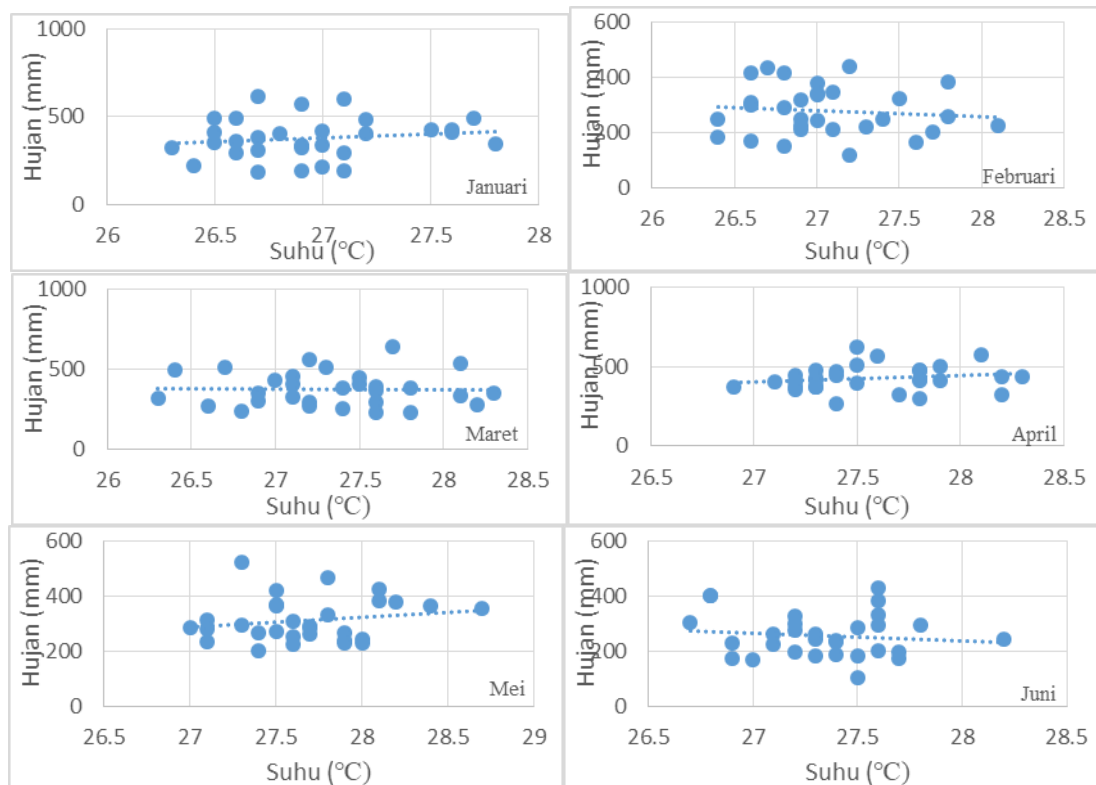 Hujan (mm)
1000
500
0
Januari
26 26.5 27 27.5 28
Suhu (°C)
Hujan (mm)
600
400
200
0
Februari
26 26.5 27 27.5 28 28.5
Suhu (°C)
Hujan (mm)
1000
500
0
Maret
26 26.5 27 27.5 28 28.5
Suhu (°C)
Hujan (mm)
1000
500
0
April
26.5 27 27.5 28 28.5
Suhu (°C)
Hujan (mm)
600
400
200
0
Mei
26.5 27 27.5 28 28.5 29
Suhu (°C)
Hujan (mm)
600
400
200
0
Juni
26.5 27 27.5 28 28.5
Suhu (°C)